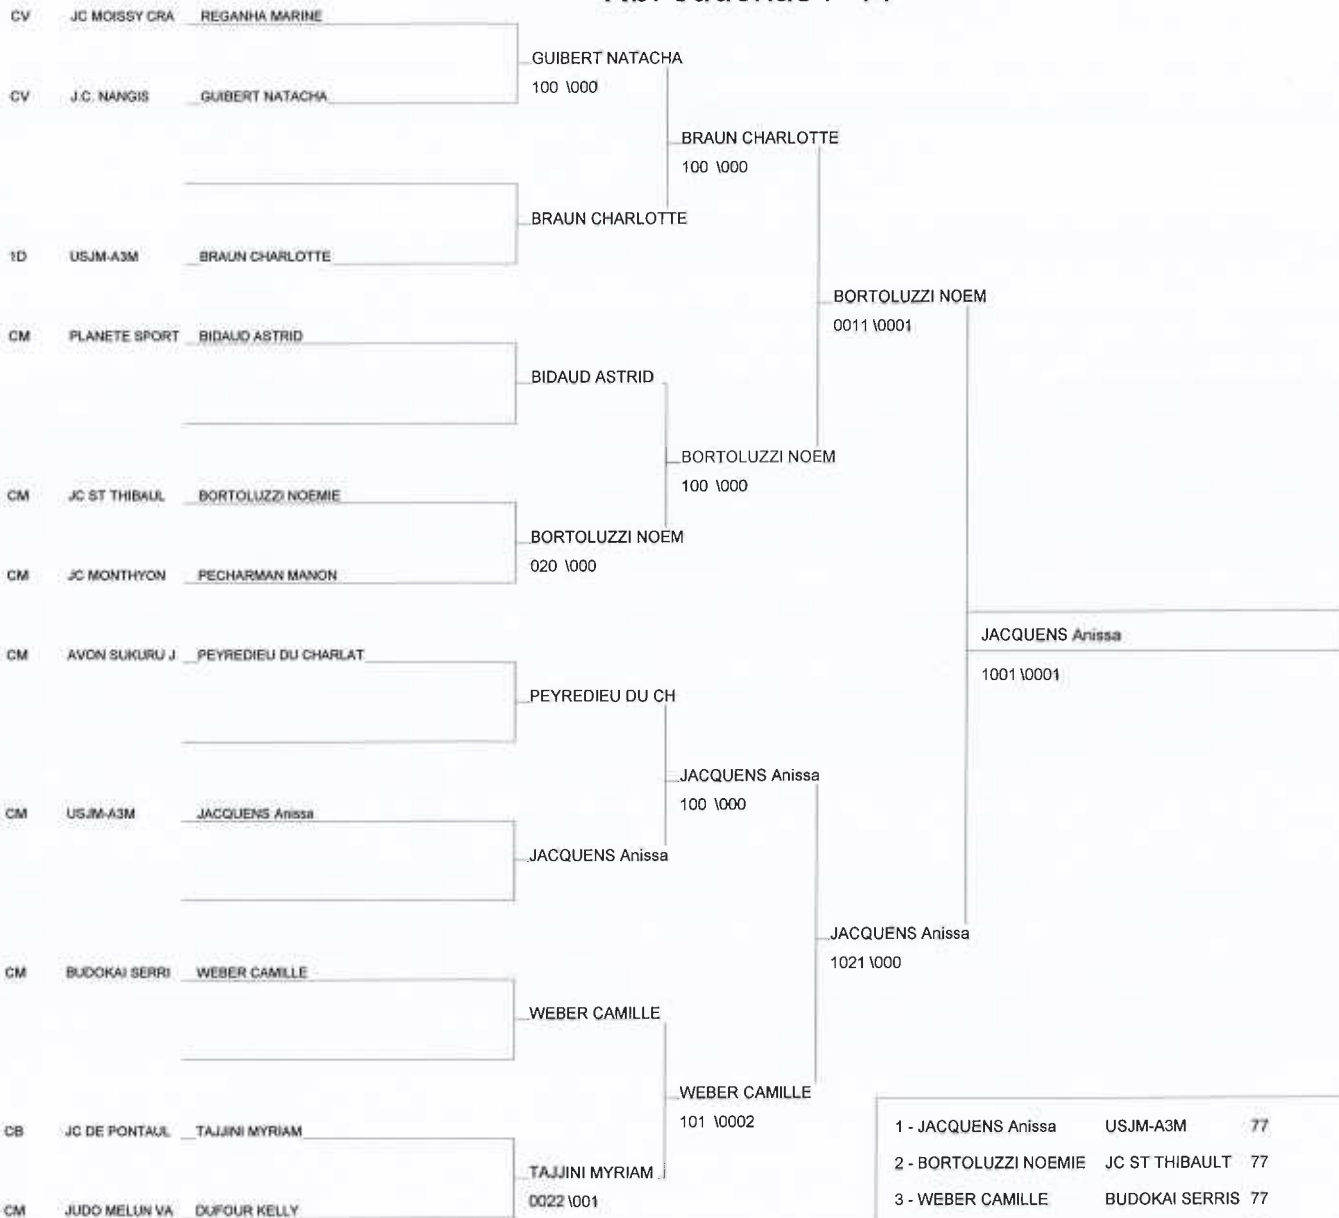 CV JC MOISSY CRA REGANHA MARINE
GUIBERT NATACHA
100 \000
CV J.C. NANGIS GUIBERT NATACHA
BRAUN CHARLOTTE
100 \000
BRAUN CHARLOTTE
1D USJM-A3M BRAUN CHARLOTTE
BORTOLUZZI NOEM
0011 \0001
CM PLANETE SPORT BIDAUD ASTRID
BIDAUD ASTRID
BORTOLUZZI NOEM
100 \000
CM JC ST THIBAUL BORTOLUZZI NOEMIE
BORTOLUZZI NOEM
020 \000
CM JC MONTHYON PECHARMAN MANON
JACQUENS Anissa
1001 \0001
CM AVON SUKURU J PEYREDIEU DU CHARLAT
PEYREDIEU DU CH
JACQUENS Anissa
100 \000
CM USJM-A3M JACQUENS Anissa
JACQUENS Anissa
JACQUENS Anissa
1021 \000
CM BUDOKAI SERRI WEBER CAMILLE
WEBER CAMILLE
WEBER CAMILLE
101 \0002
CB JC DE PONTAUL TAJJINI MYRIAM
TAJJINI MYRIAM
0022 \001
CM JUDO MELUN VA DUFOUR KELLY
1 - JACQUENS Anissa USJM-A3M 77
2 - BORTOLUZZI NOEMIE JC ST THIBAULT 77
3 - WEBER CAMILLE BUDOKAI SERRIS 77